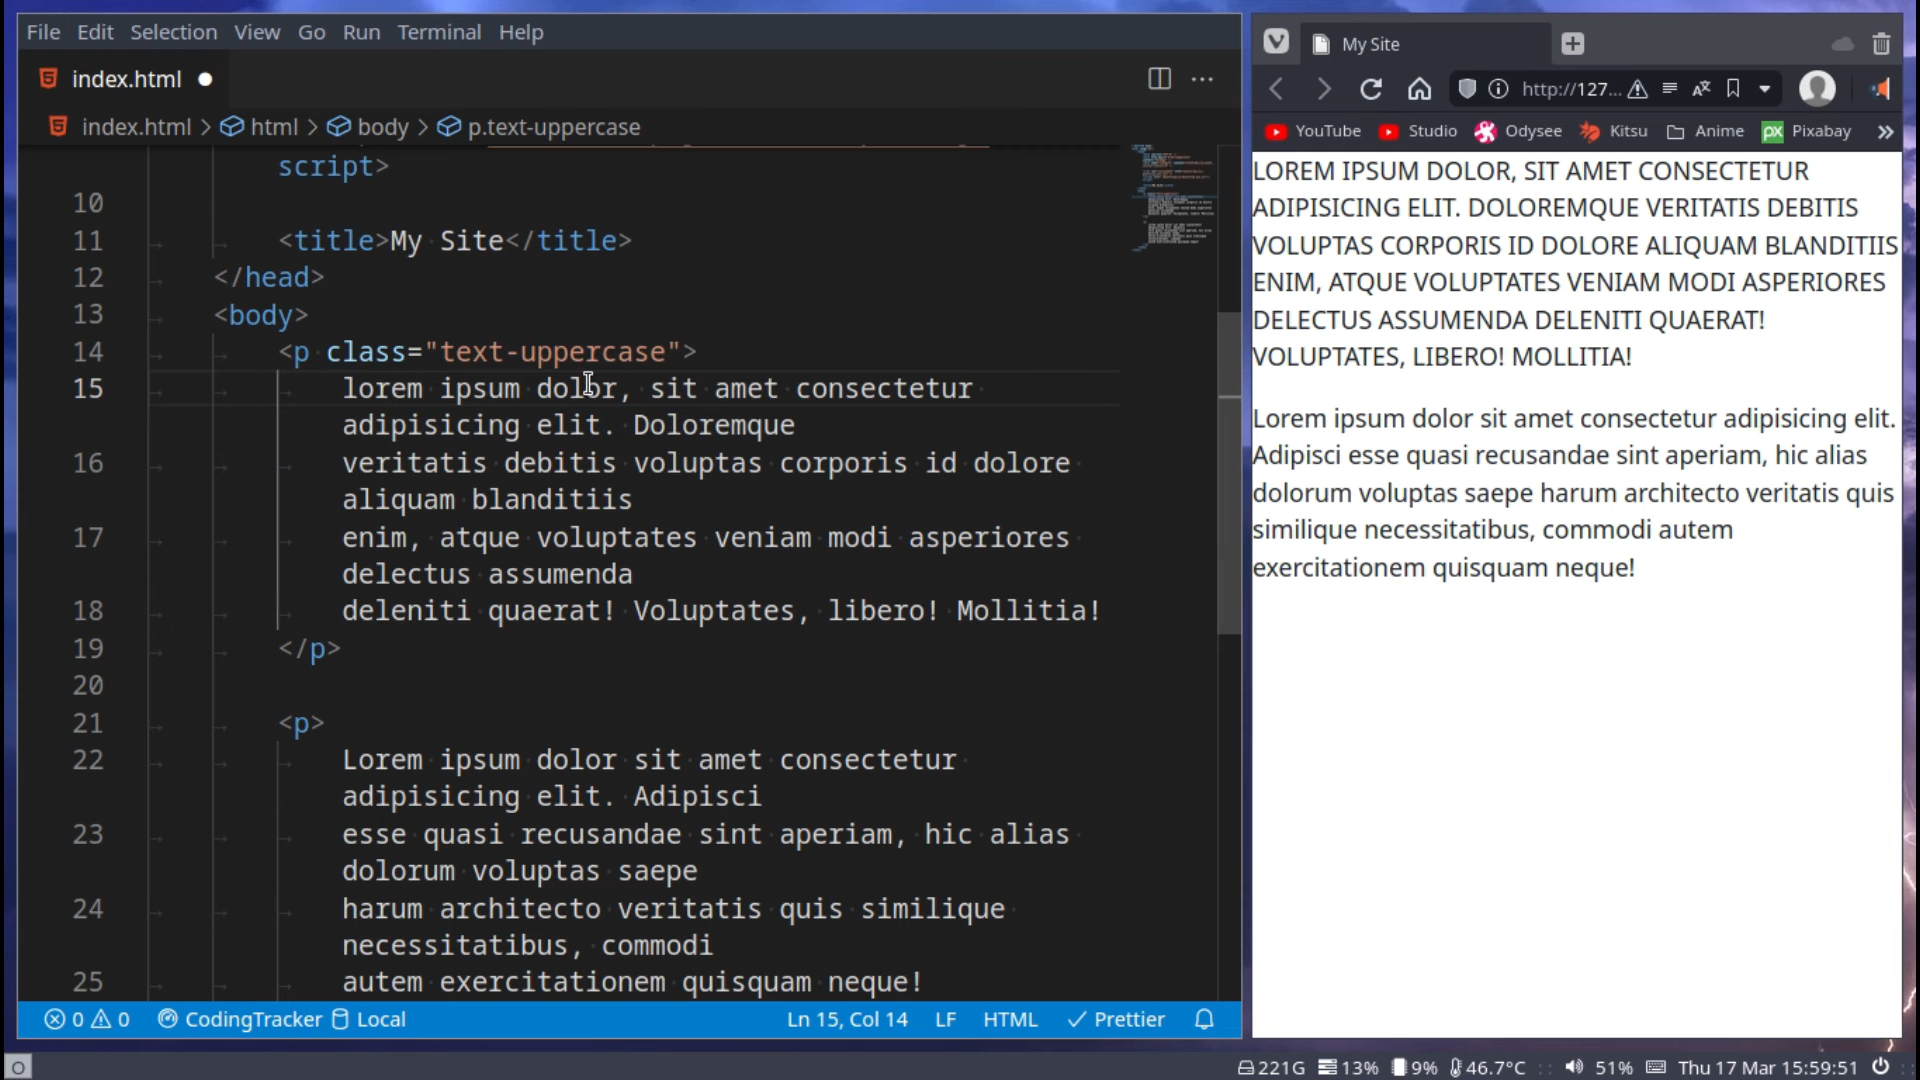 File Edit Selection View Go Run Terminal Help
index.html
index.html > html > body > p.text-uppercase
script>
10
11 <title>My Site</title>
12 </head>
13 <body>
14 <p class="text-uppercase">
15 lorem ipsum dolor, sit amet consectetur
adipisicing elit. Doloremque
16 veritatis debitis voluptas corporis id dolore
aliquam blanditiis
17 enim, atque voluptates veniam modi asperiores
delectus assumenda
18 deleniti quaerat! Voluptates, libero! Mollitia!
19 </p>
20
21 <p>
22 Lorem ipsum dolor sit amet consectetur
adipisicing elit. Adipisci
23 esse quasi recusandae sint aperiam, hic alias
dolorum voluptas saepe
24 harum architecto veritatis quis similique
necessitatibus, commodi
25 autem exercitationem quisquam neque!
0 0 CodingTracker Local Ln 15, Col 14 LF HTML Prettier
My Site
http://127...
YouTube Studio Odysee Kitsu Anime px Pixabay »
LOREM IPSUM DOLOR, SIT AMET CONSECTETUR
ADIPISICING ELIT. DOLOREMQUE VERITATIS DEBITIS
VOLUPTAS CORPORIS ID DOLORE ALIQUAM BLANDITIIS
ENIM, ATQUE VOLUPTATES VENIAM MODI ASPERIORES
DELECTUS ASSUMENDA DELENITI QUAERAT!
VOLUPTATES, LIBERO! MOLLITIA!
Lorem ipsum dolor sit amet consectetur adipisicing elit.
Adipisci esse quasi recusandae sint aperiam, hic alias
dolorum voluptas saepe harum architecto veritatis quis
similique necessitatibus, commodi autem
exercitationem quisquam neque!
221G 13% 9% 46.7°C :: 51% Thu 17 Mar 15:59:51